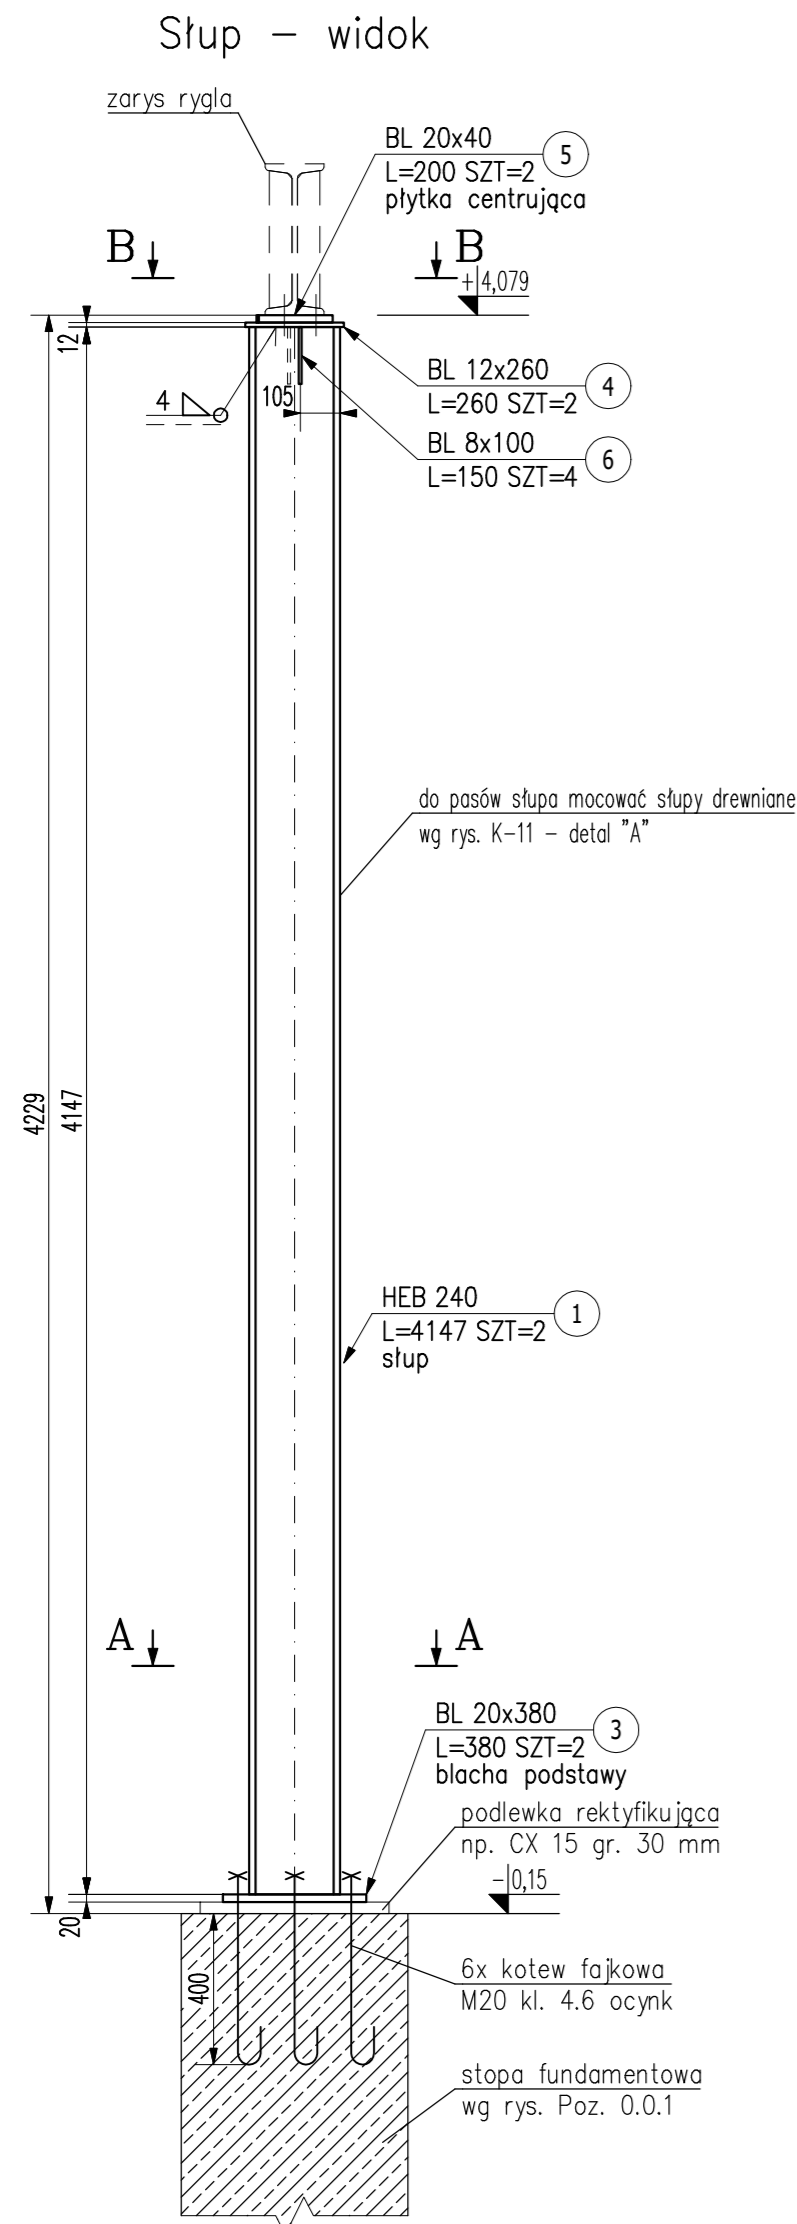 Słup – widok
zarys rygla
BL 20x40
L=200 SZT=2
płytka centrująca
5
B
B
+4,079
12
BL 12x260
L=260 SZT=2
4
4
105
BL 8x100
L=150 SZT=4
6
do pasów słupa mocować słupy drewniane
wg rys. K-11 – detal "A"
4229
4147
HEB 240
L=4147 SZT=2
słup
1
A
A
BL 20x380
L=380 SZT=2
blacha podstawy
3
podlewka rektyfikująca
np. CX 15 gr. 30 mm
-0,15
20
400
6x kotew fajkowa
M20 kl. 4.6 ocynk
stopa fundamentowa
wg rys. Poz. 0.0.1